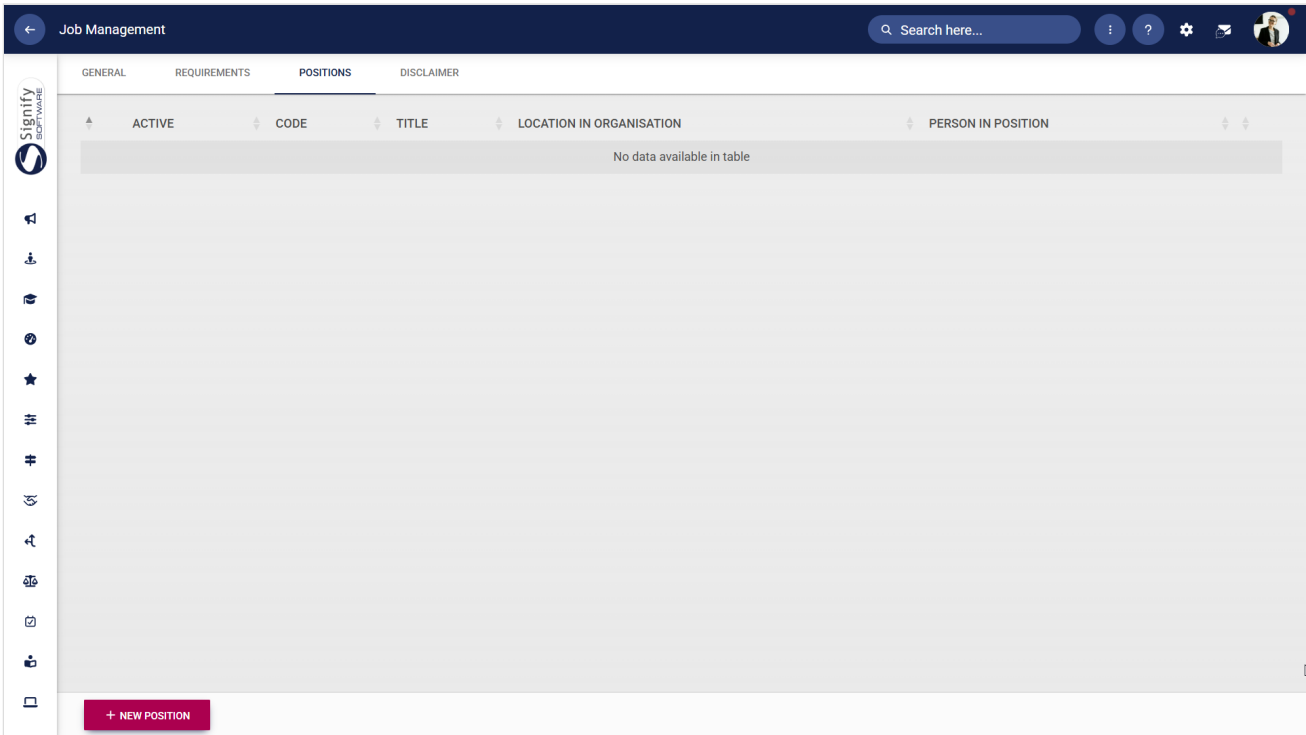 Job Management
Search here...
?
GENERAL REQUIREMENTS POSITIONS DISCLAIMER
Signify
SOFTWARE
ACTIVE CODE TITLE LOCATION IN ORGANISATION PERSON IN POSITION
No data available in table
+ NEW POSITION